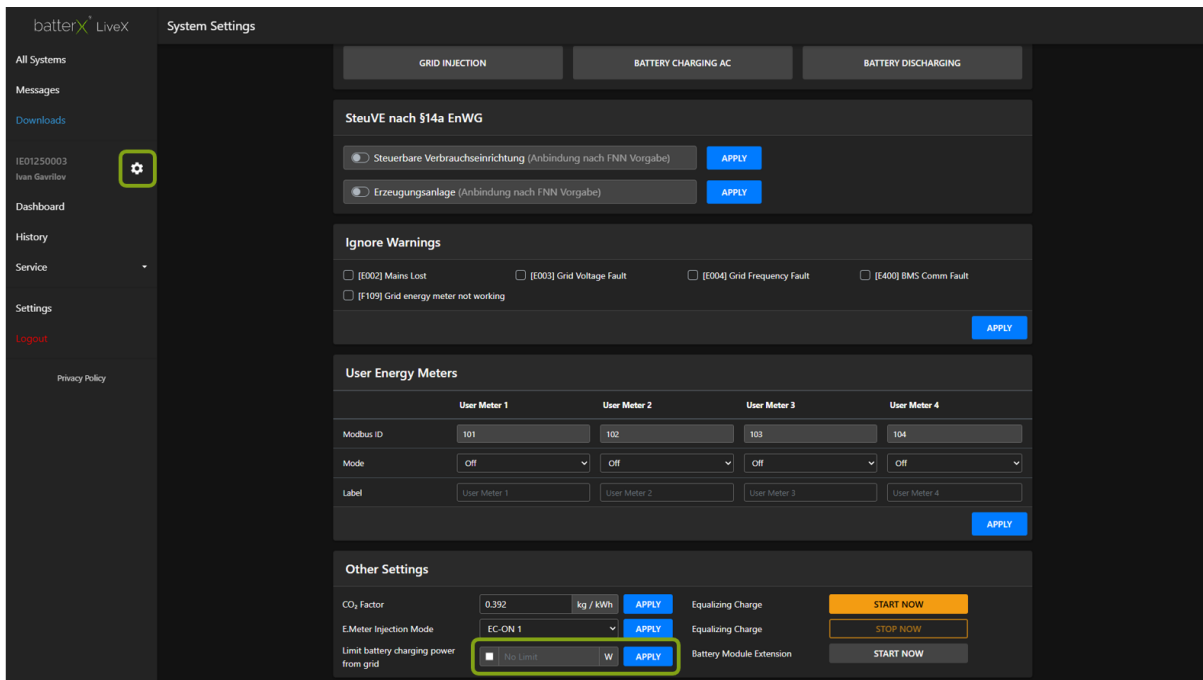 batterX® LiveX
System Settings
All Systems
Messages
Downloads
IE01250003
Ivan Gavrilov
Dashboard
History
Service
Settings
Logout
Privacy Policy
GRID INJECTION
BATTERY CHARGING AC
BATTERY DISCHARGING
SteuVE nach §14a EnWG
Steuerbare Verbrauchseinrichtung (Anbindung nach FNN Vorgabe)
APPLY
Erzeugungsanlage (Anbindung nach FNN Vorgabe)
APPLY
Ignore Warnings
[E002] Mains Lost
[E003] Grid Voltage Fault
[E004] Grid Frequency Fault
[E400] BMS Comm Fault
[F109] Grid energy meter not working
APPLY
User Energy Meters
User Meter 1 User Meter 2 User Meter 3 User Meter 4
Modbus ID 101 102 103 104
Mode Off Off Off Off
Label User Meter 1 User Meter 2 User Meter 3 User Meter 4
APPLY
Other Settings
CO₂ Factor 0.392 kg / kWh APPLY Equalizing Charge START NOW
E.Meter Injection Mode EC-ON 1 APPLY Equalizing Charge STOP NOW
Limit battery charging power
from grid
No Limit W APPLY
Battery Module Extension START NOW